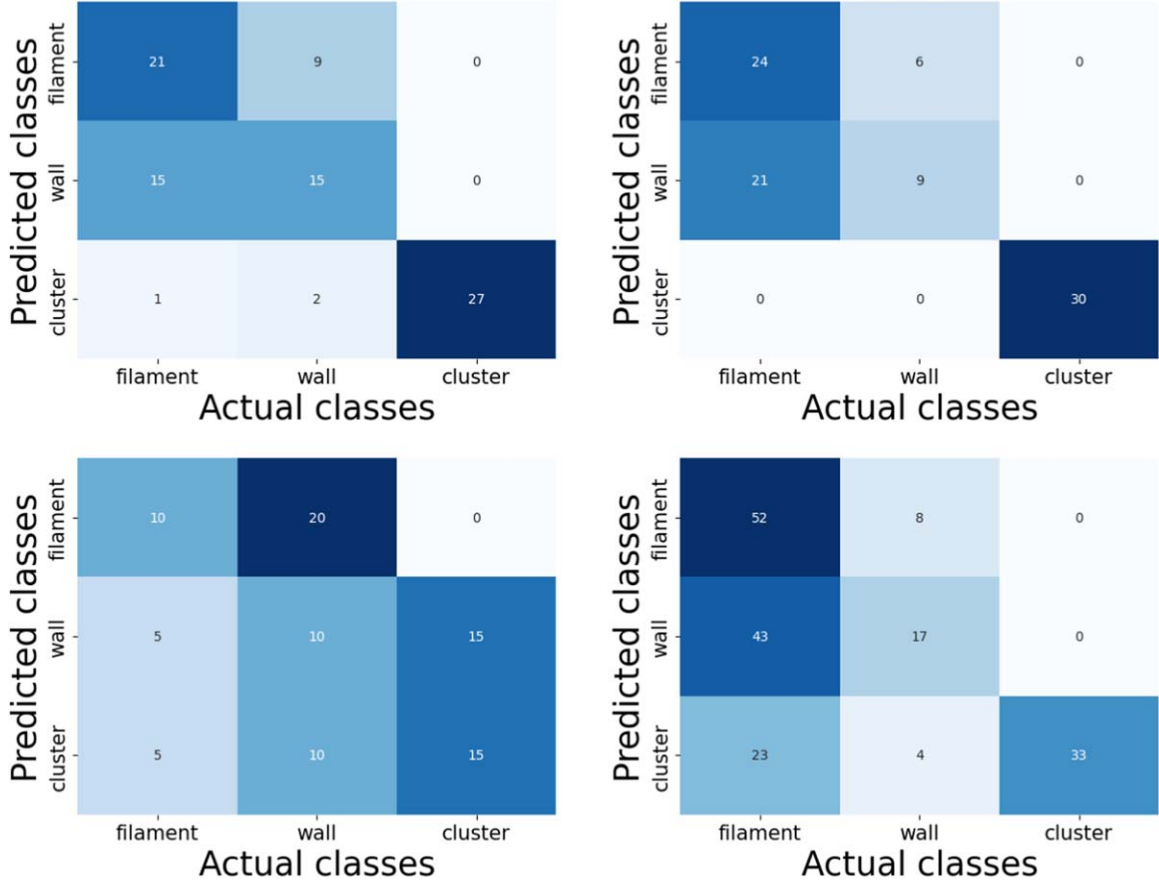 Predicted classes
filament
21 9 0
wall
15 15 0
cluster
1 2 27
filament wall cluster
Actual classes
Predicted classes
filament
24 6 0
wall
21 9 0
cluster
0 0 30
filament wall cluster
Actual classes
Predicted classes
filament
10 20 0
wall
5 10 15
cluster
5 10 15
filament wall cluster
Actual classes
Predicted classes
filament
52 8 0
wall
43 17 0
cluster
23 4 33
filament wall cluster
Actual classes